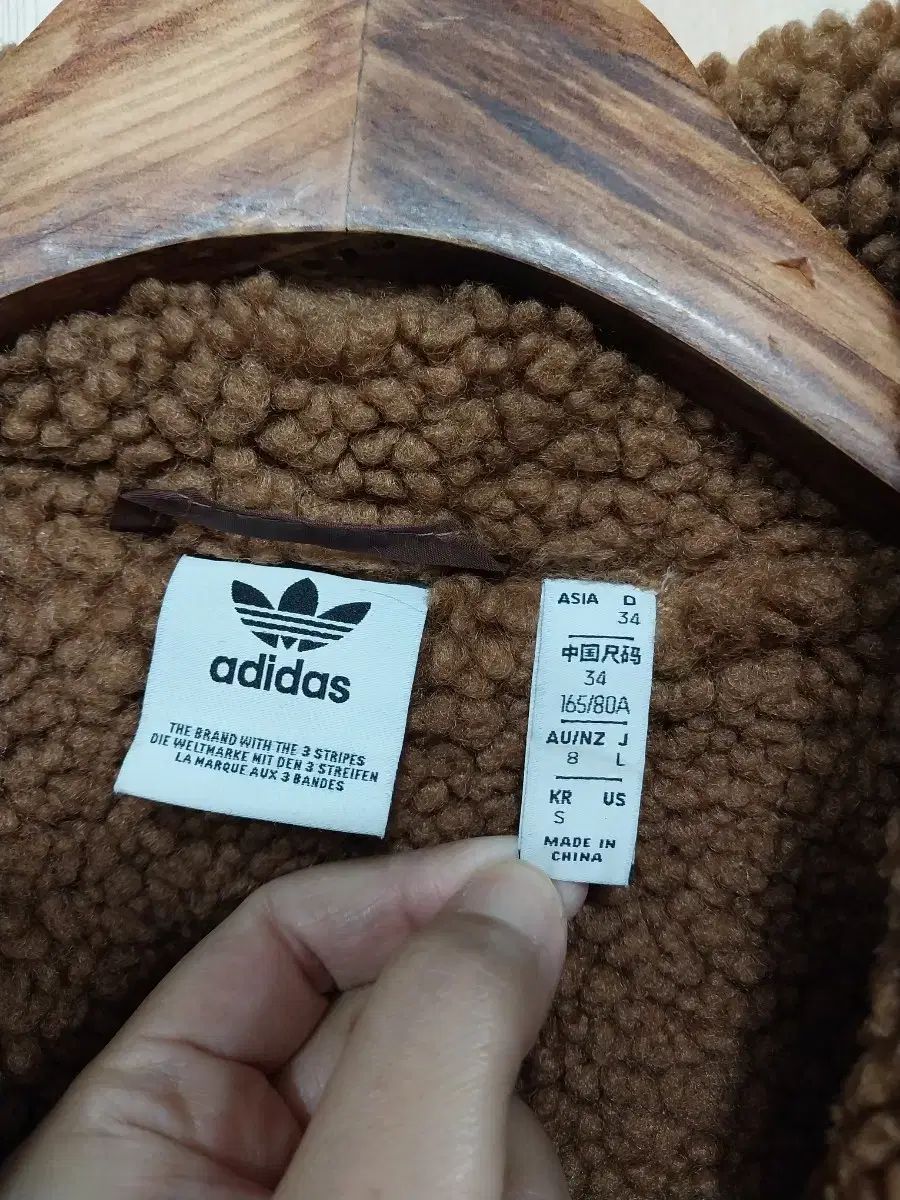 adidas
THE BRAND WITH THE 3 STRIPES
DIE WELTMARKE MIT DEN 3 STREIFEN
LA MARQUE AUX 3 BANDES
ASIA D
34
中国尺码
34
165/80A
AU/NZ J
8 L
KR US
S
MADE IN
CHINA